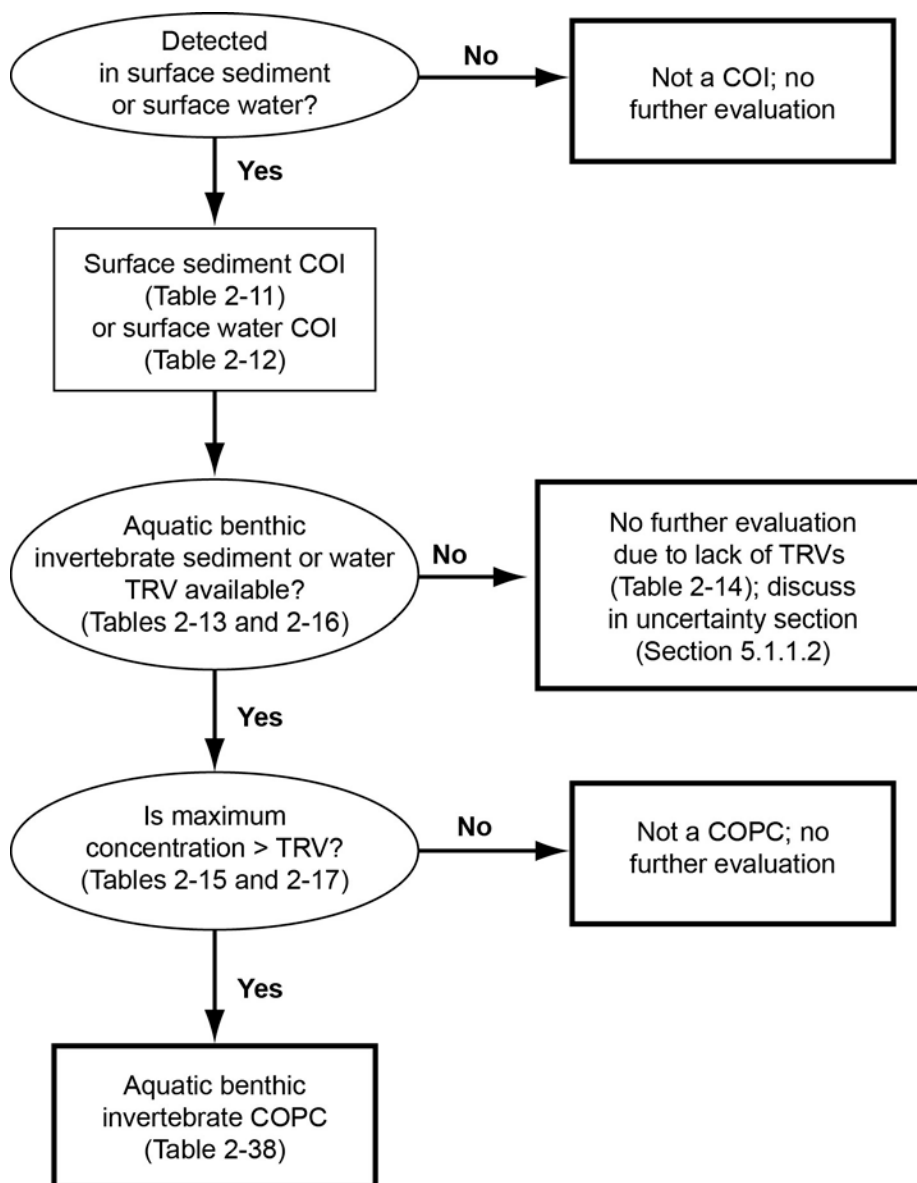 Detected
in surface sediment
or surface water?
No
Not a COI; no
further evaluation
Yes
Surface sediment COI
(Table 2-11)
or surface water COI
(Table 2-12)
Aquatic benthic
invertebrate sediment or water
TRV available?
(Tables 2-13 and 2-16)
No
No further evaluation
due to lack of TRVs
(Table 2-14); discuss
in uncertainty section
(Section 5.1.1.2)
Yes
Is maximum
concentration > TRV?
(Tables 2-15 and 2-17)
No
Not a COPC; no
further evaluation
Yes
Aquatic benthic
invertebrate COPC
(Table 2-38)